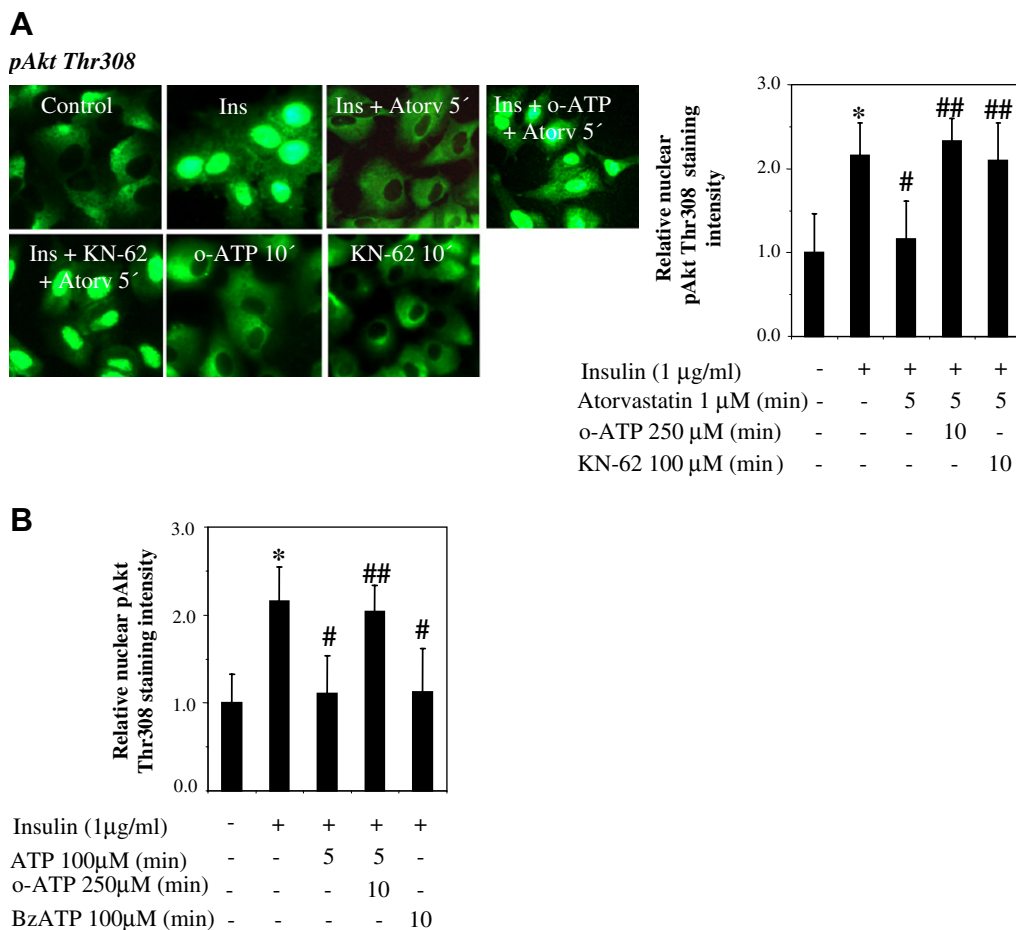 A
pAkt Thr308
Control
Ins
Ins + Atorv 5´
Ins + o-ATP
+ Atorv 5´
Ins + KN-62
+ Atorv 5´
o-ATP 10´
KN-62 10´
Relative nuclear
pAkt Thr308 staining
intensity
3.0
2.0
1.0
0.0
* # ## ##
Insulin (1 μg/ml) - + + + +
Atorvastatin 1 μM (min) - - 5 5 5
o-ATP 250 μM (min) - - - 10 -
KN-62 100 μM (min) - - - - 10
B
Relative nuclear pAkt
Thr308 staining intensity
3.0
2.0
1.0
0.0
* # ## #
Insulin (1μg/ml) - + + + +
ATP 100μM (min) - - 5 5 -
o-ATP 250μM (min) - - - 10 -
BzATP 100μM (min) - - - - 10